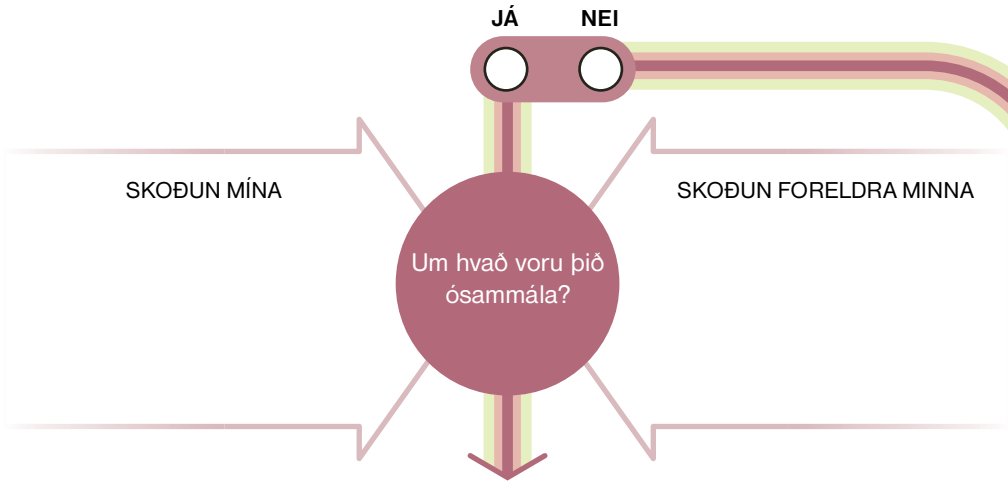 JÁ NEI
SKOÐUN MÍNA
SKOÐUN FORELDRA MINNA
Um hvað voru þið
ósammála?